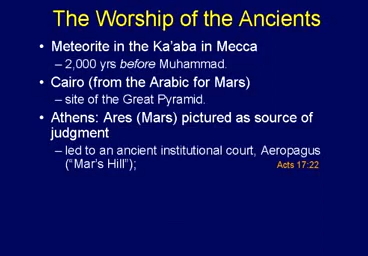 The Worship of the Ancients
• Meteorite in the Ka'aba in Mecca
– 2,000 yrs before Muhammad.
• Cairo (from the Arabic for Mars)
– site of the Great Pyramid.
• Athens: Ares (Mars) pictured as source of
judgment
– led to an ancient institutional court, Aeropagus
("Mar's Hill"); Acts 17:22